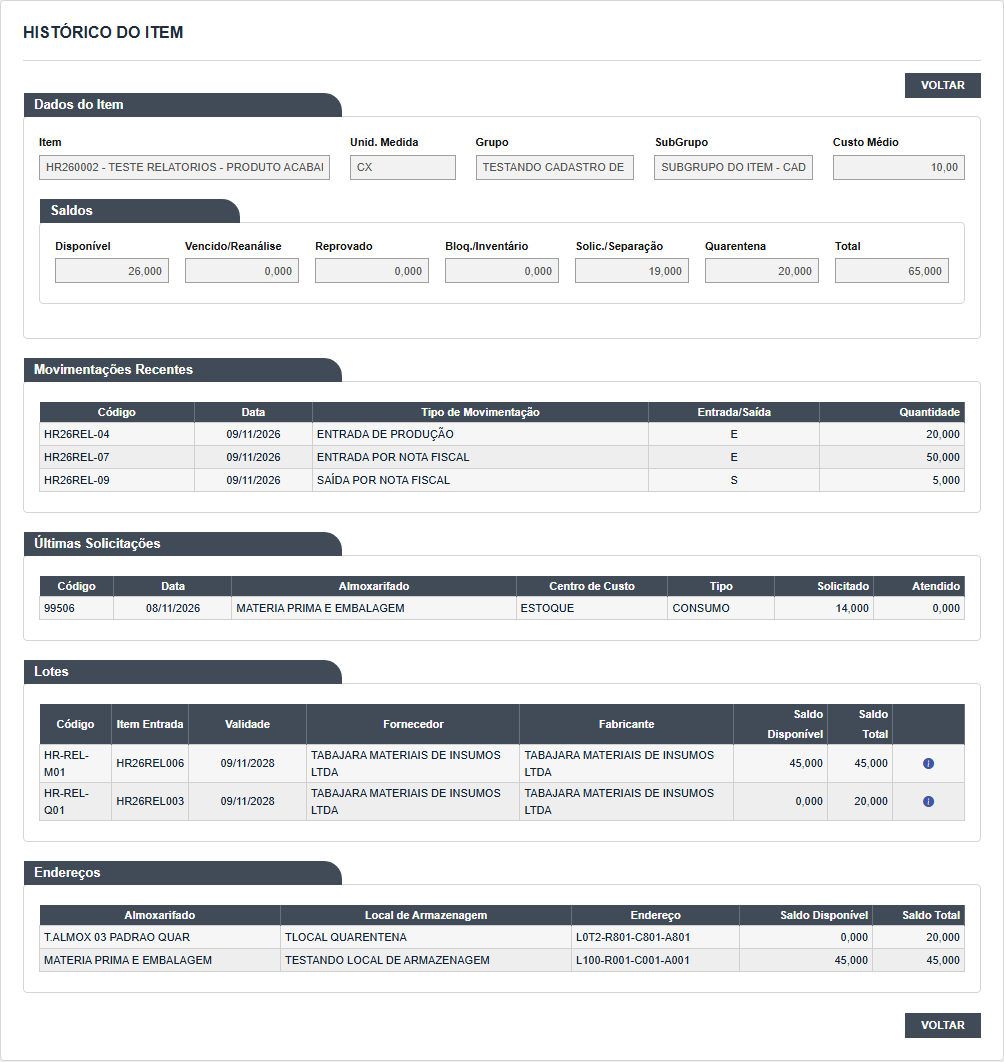 HISTÓRICO DO ITEM
VOLTAR
Dados do Item
Item Unid. Medida Grupo SubGrupo Custo Médio
HR260002 - TESTE RELATORIOS - PRODUTO ACABAI CX TESTANDO CADASTRO DE SUBGRUPO DO ITEM - CAD 10,00
Saldos
Disponível Vencido/Reanálise Reprovado Bloq./Inventário Solic./Separação Quarentena Total
26,000 0,000 0,000 0,000 19,000 20,000 65,000
Movimentações Recentes
Código Data Tipo de Movimentação Entrada/Saída Quantidade
HR26REL-04 09/11/2026 ENTRADA DE PRODUÇÃO E 20,000
HR26REL-07 09/11/2026 ENTRADA POR NOTA FISCAL E 50,000
HR26REL-09 09/11/2026 SAÍDA POR NOTA FISCAL S 5,000
Últimas Solicitações
Código Data Almoxarifado Centro de Custo Tipo Solicitado Atendido
99506 08/11/2026 MATERIA PRIMA E EMBALAGEM ESTOQUE CONSUMO 14,000 0,000
Lotes
Código Item Entrada Validade Fornecedor Fabricante Saldo Disponível Saldo Total
HR-REL-M01 HR26REL006 09/11/2028 TABAJARA MATERIAIS DE INSUMOS LTDA TABAJARA MATERIAIS DE INSUMOS LTDA 45,000 45,000
HR-REL-Q01 HR26REL003 09/11/2028 TABAJARA MATERIAIS DE INSUMOS LTDA TABAJARA MATERIAIS DE INSUMOS LTDA 0,000 20,000
Endereços
Almoxarifado Local de Armazenagem Endereço Saldo Disponível Saldo Total
T.ALMOX 03 PADRAO QUAR TLOCAL QUARENTENA L0T2-R801-C801-A801 0,000 20,000
MATERIA PRIMA E EMBALAGEM TESTANDO LOCAL DE ARMAZENAGEM L100-R001-C001-A001 45,000 45,000
VOLTAR